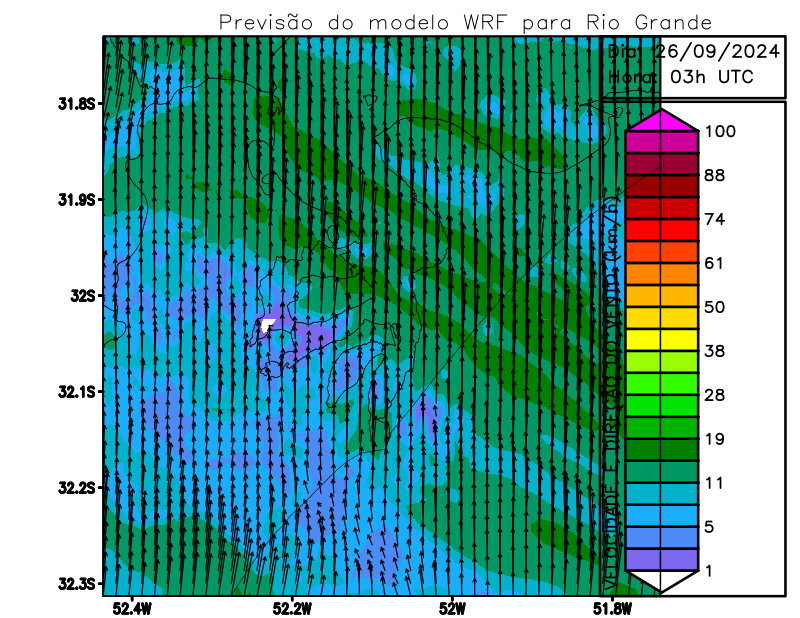 Previsão do modelo WRF para Rio Grande
Dia: 26/09/2024
Hora: 03h UTC
31.8S
31.9S
32S
32.1S
32.2S
32.3S
52.4W
52.2W
52W
51.8W
VELOCIDADE E DIREÇÃO DO VENTO (km/h)
100
88
74
61
50
38
28
19
11
5
1